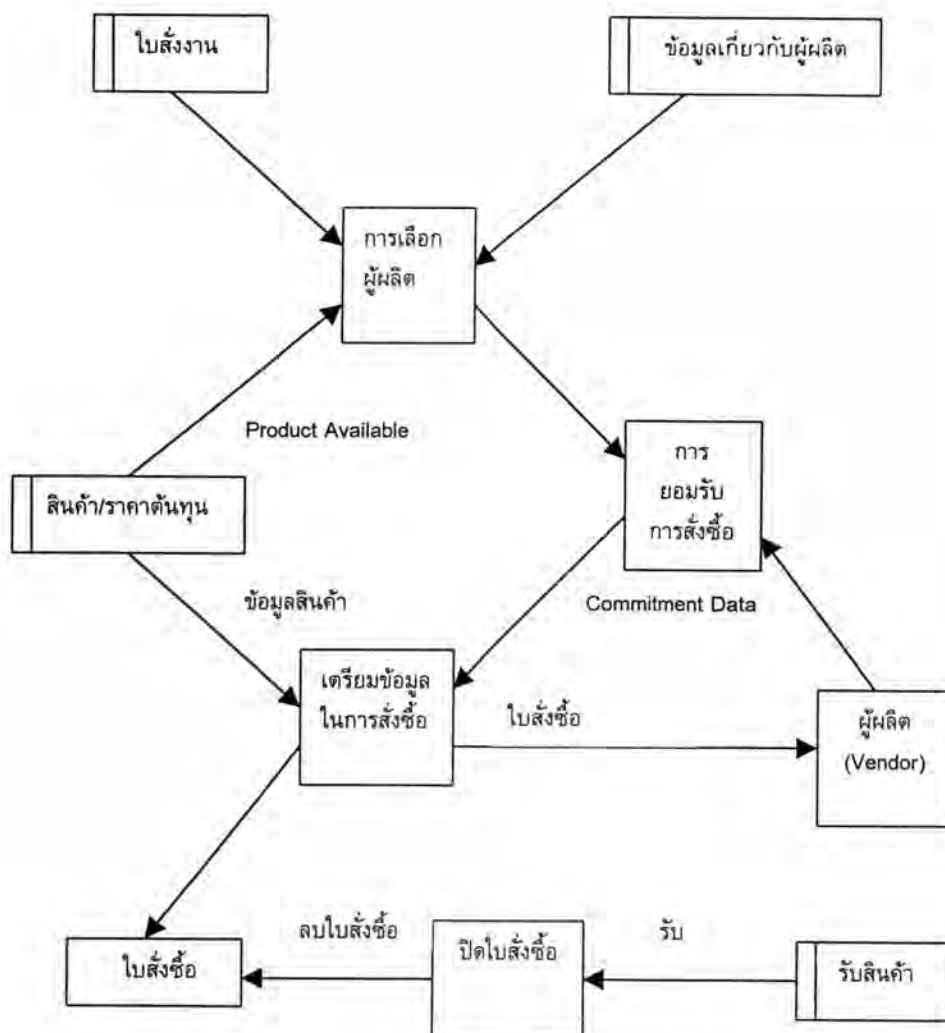 ใบสั่งงาน
ข้อมูลเกี่ยวกับผู้ผลิต
การเลือก
ผู้ผลิต
Product Available
การ
ยอมรับ
การสั่งซื้อ
สินค้า/ราคาต้นทุน
ข้อมูลสินค้า
Commitment Data
เตรียมข้อมูล
ในการสั่งซื้อ
ใบสั่งซื้อ
ผู้ผลิต
(Vendor)
ลบใบสั่งซื้อ
รับ
ใบสั่งซื้อ
ปิดใบสั่งซื้อ
รับสินค้า